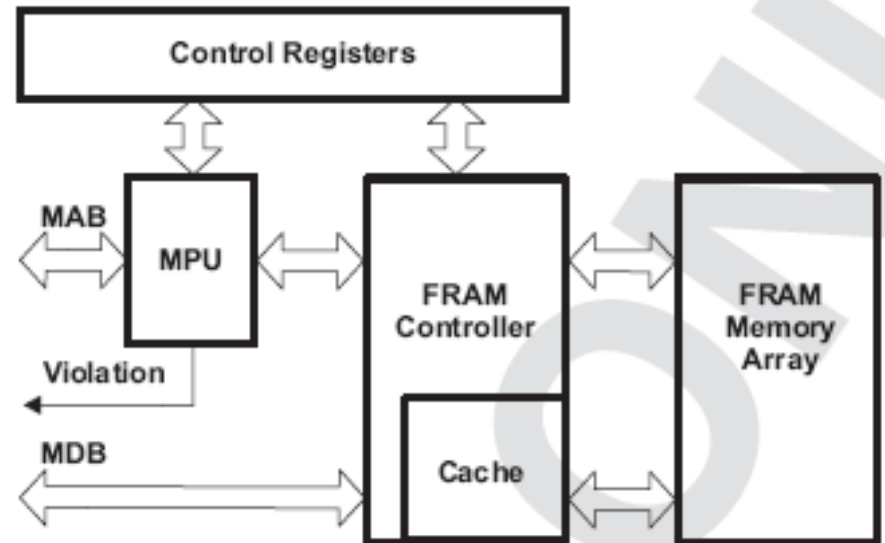 Control Registers
MAB
MPU
FRAM
Controller
FRAM
Memory
Array
Violation
MDB
Cache